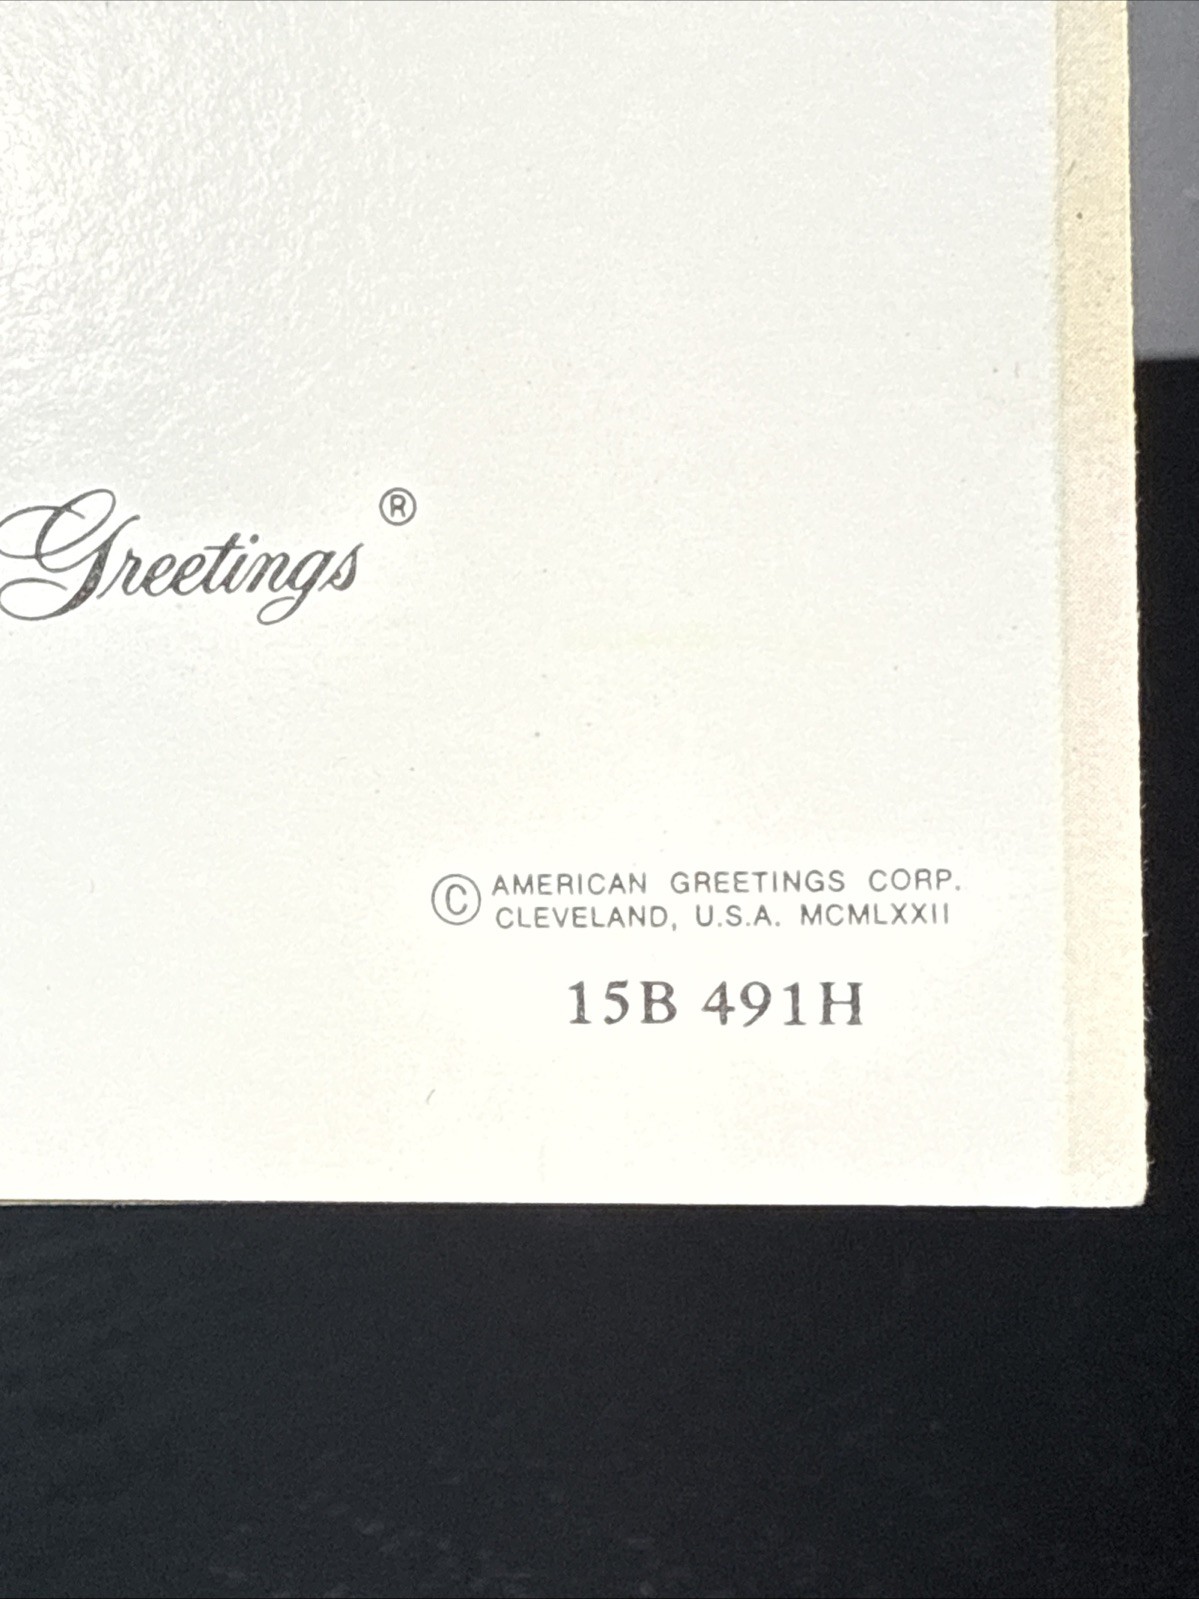 Greetings ®
© AMERICAN GREETINGS CORP.
CLEVELAND, U.S.A. MCMLXXII
15B 491H